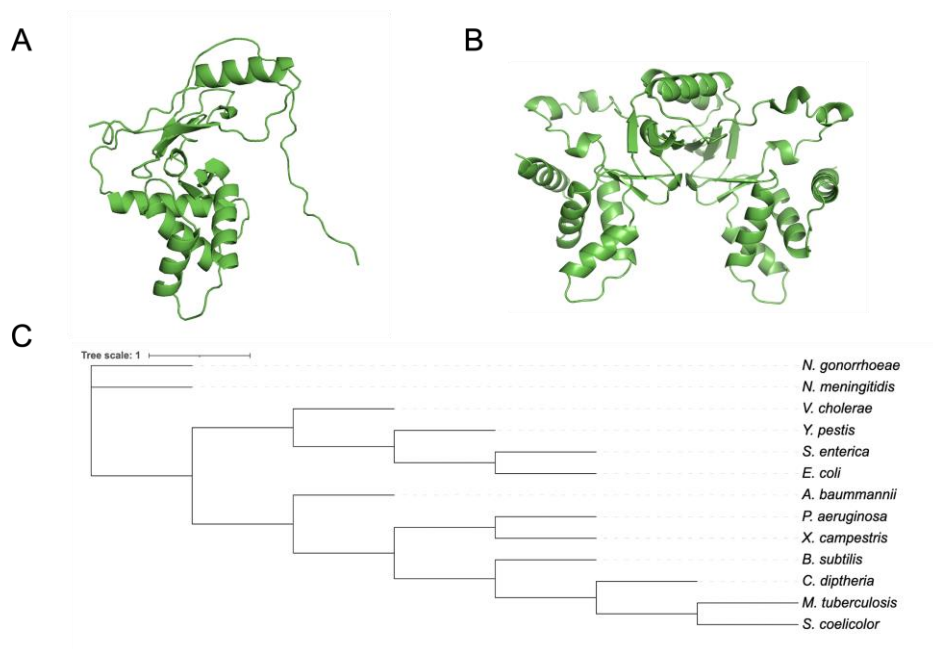 A
B
C
Tree scale: 1
N. gonorrhoeae
N. meningitidis
V. cholerae
Y. pestis
S. enterica
E. coli
A. baummannii
P. aeruginosa
X. campestris
B. subtilis
C. diptheria
M. tuberculosis
S. coelicolor